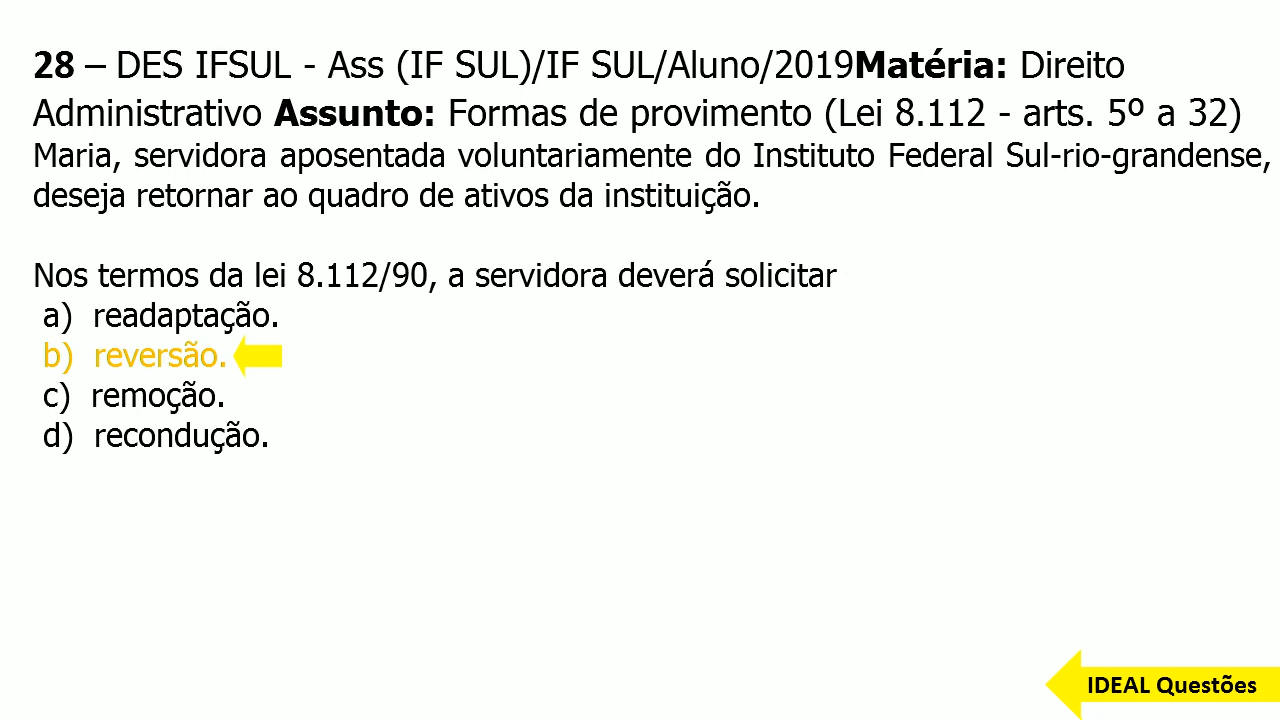 28 – DES IFSUL - Ass (IF SUL)/IF SUL/Aluno/2019Matéria: Direito
Administrativo Assunto: Formas de provimento (Lei 8.112 - arts. 5º a 32)
Maria, servidora aposentada voluntariamente do Instituto Federal Sul-rio-grandense,
deseja retornar ao quadro de ativos da instituição.
Nos termos da lei 8.112/90, a servidora deverá solicitar
a) readaptação.
b) reversão.
c) remoção.
d) recondução.
IDEAL Questões